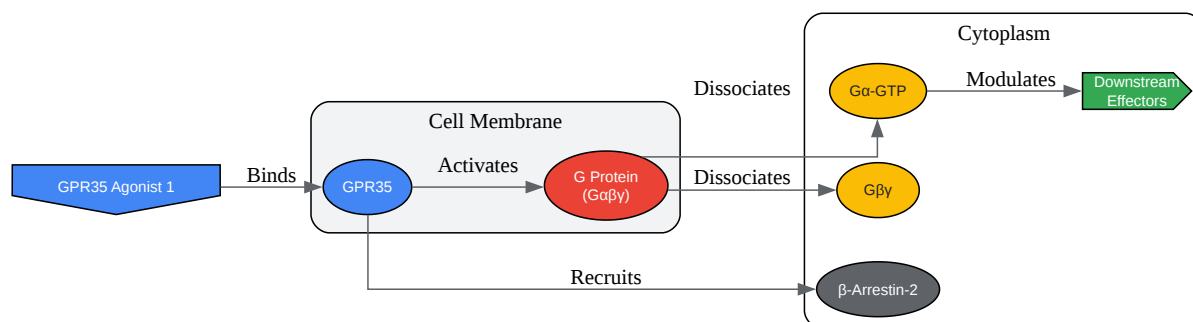 Cytoplasm
Dissociates
Gα-GTP
Modulates
Downstream
Effectors
Cell Membrane
GPR35 Agonist 1
Binds
GPR35
Activates
G Protein
(Gαβγ)
Dissociates
Gβγ
Recruits
β-Arrestin-2